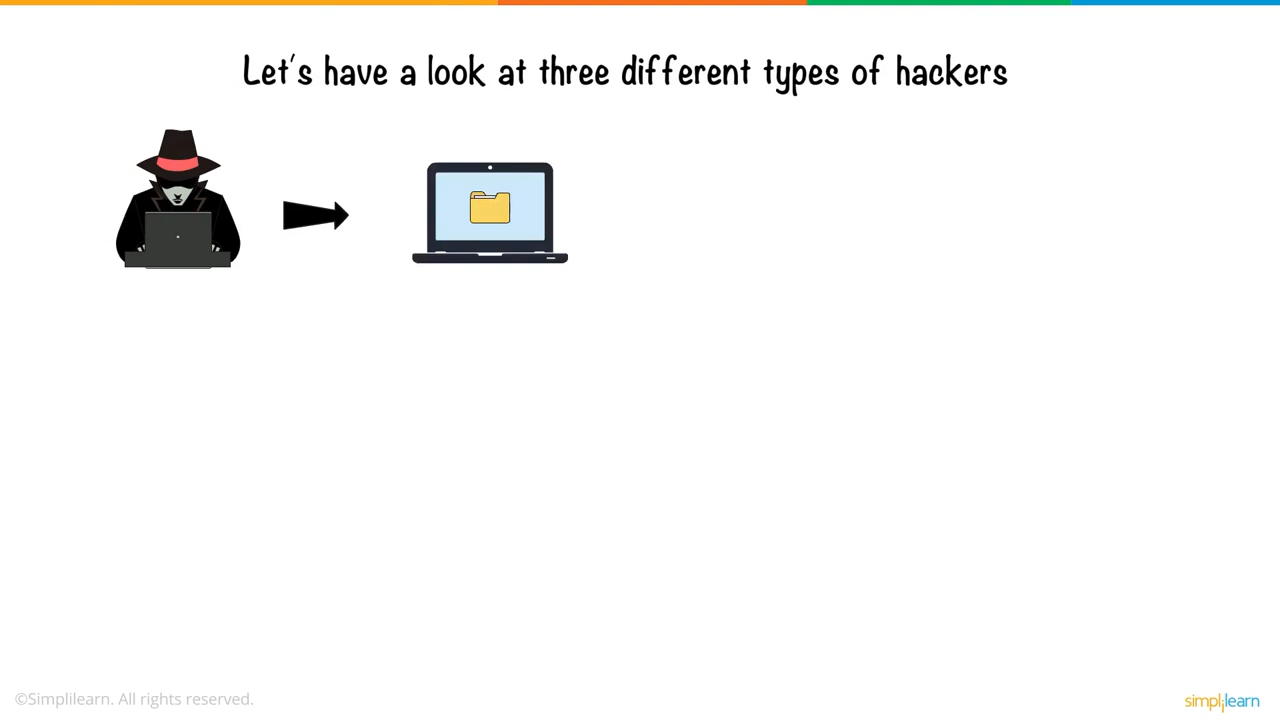 Let's have a look at three different types of hackers
©Simplilearn. All rights reserved.
simplilearn